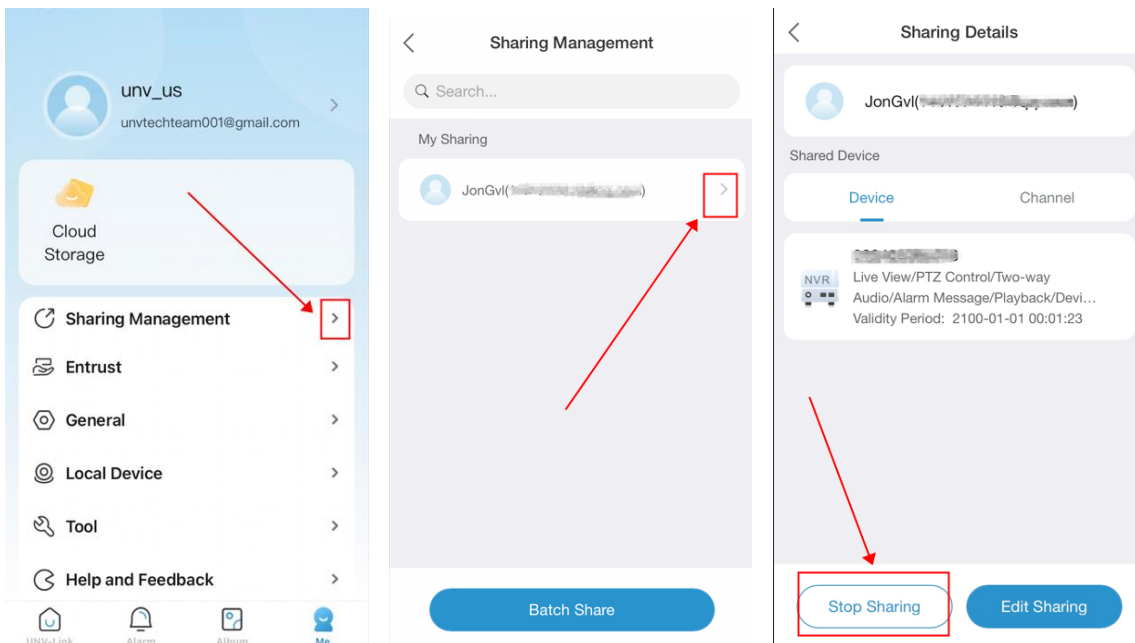 unv_us
unvtechteam001@gmail.com
Cloud
Storage
Sharing Management
Entrust
General
Local Device
Tool
Help and Feedback
UNV-Link
Alarm
Album
Me
Sharing Management
Search...
My Sharing
JonGvl(
)
Batch Share
Sharing Details
JonGvl(
)
Shared Device
Device
Channel
NVR
Live View/PTZ Control/Two-way
Audio/Alarm Message/Playback/Devi...
Validity Period: 2100-01-01 00:01:23
Stop Sharing
Edit Sharing